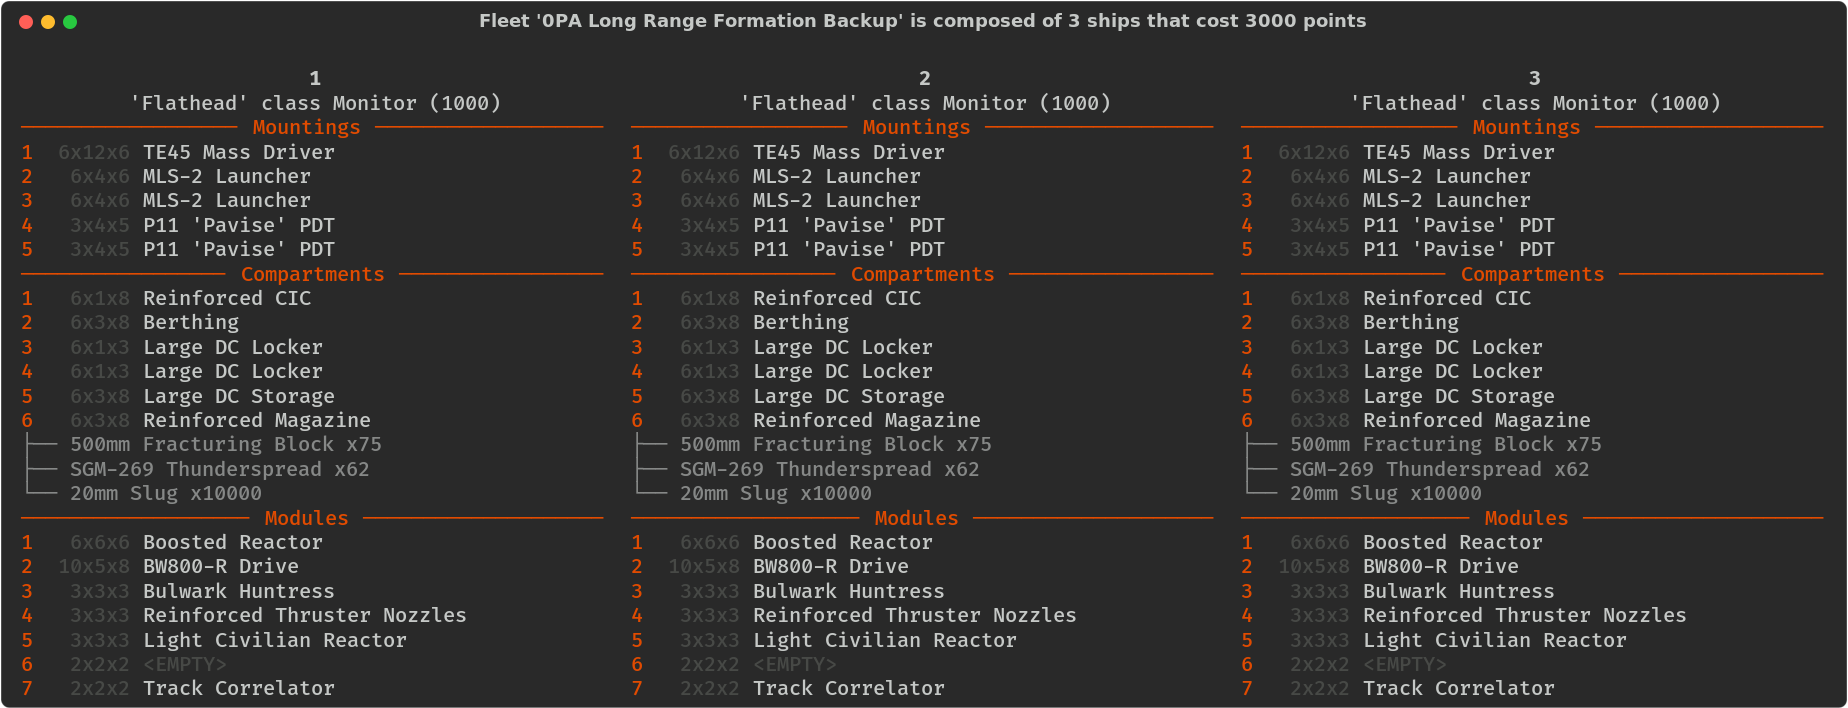 Fleet '0PA Long Range Formation Backup' is composed of 3 ships that cost 3000 points
1 2 3
'Flathead' class Monitor (1000) 'Flathead' class Monitor (1000) 'Flathead' class Monitor (1000)
Mountings Mountings Mountings
1 6x12x6 TE45 Mass Driver 1 6x12x6 TE45 Mass Driver 1 6x12x6 TE45 Mass Driver
2 6x4x6 MLS-2 Launcher 2 6x4x6 MLS-2 Launcher 2 6x4x6 MLS-2 Launcher
3 6x4x6 MLS-2 Launcher 3 6x4x6 MLS-2 Launcher 3 6x4x6 MLS-2 Launcher
4 3x4x5 P11 'Pavise' PDT 4 3x4x5 P11 'Pavise' PDT 4 3x4x5 P11 'Pavise' PDT
5 3x4x5 P11 'Pavise' PDT 5 3x4x5 P11 'Pavise' PDT 5 3x4x5 P11 'Pavise' PDT
Compartments Compartments Compartments
1 6x1x8 Reinforced CIC 1 6x1x8 Reinforced CIC 1 6x1x8 Reinforced CIC
2 6x3x8 Berthing 2 6x3x8 Berthing 2 6x3x8 Berthing
3 6x1x3 Large DC Locker 3 6x1x3 Large DC Locker 3 6x1x3 Large DC Locker
4 6x1x3 Large DC Locker 4 6x1x3 Large DC Locker 4 6x1x3 Large DC Locker
5 6x3x8 Large DC Storage 5 6x3x8 Large DC Storage 5 6x3x8 Large DC Storage
6 6x3x8 Reinforced Magazine 6 6x3x8 Reinforced Magazine 6 6x3x8 Reinforced Magazine
500mm Fracturing Block x75 500mm Fracturing Block x75 500mm Fracturing Block x75
SGM-269 Thunderspread x62 SGM-269 Thunderspread x62 SGM-269 Thunderspread x62
20mm Slug x10000 20mm Slug x10000 20mm Slug x10000
Modules Modules Modules
1 6x6x6 Boosted Reactor 1 6x6x6 Boosted Reactor 1 6x6x6 Boosted Reactor
2 10x5x8 BW800-R Drive 2 10x5x8 BW800-R Drive 2 10x5x8 BW800-R Drive
3 3x3x3 Bulwark Huntress 3 3x3x3 Bulwark Huntress 3 3x3x3 Bulwark Huntress
4 3x3x3 Reinforced Thruster Nozzles 4 3x3x3 Reinforced Thruster Nozzles 4 3x3x3 Reinforced Thruster Nozzles
5 3x3x3 Light Civilian Reactor 5 3x3x3 Light Civilian Reactor 5 3x3x3 Light Civilian Reactor
6 2x2x2 <EMPTY> 6 2x2x2 <EMPTY> 6 2x2x2 <EMPTY>
7 2x2x2 Track Correlator 7 2x2x2 Track Correlator 7 2x2x2 Track Correlator